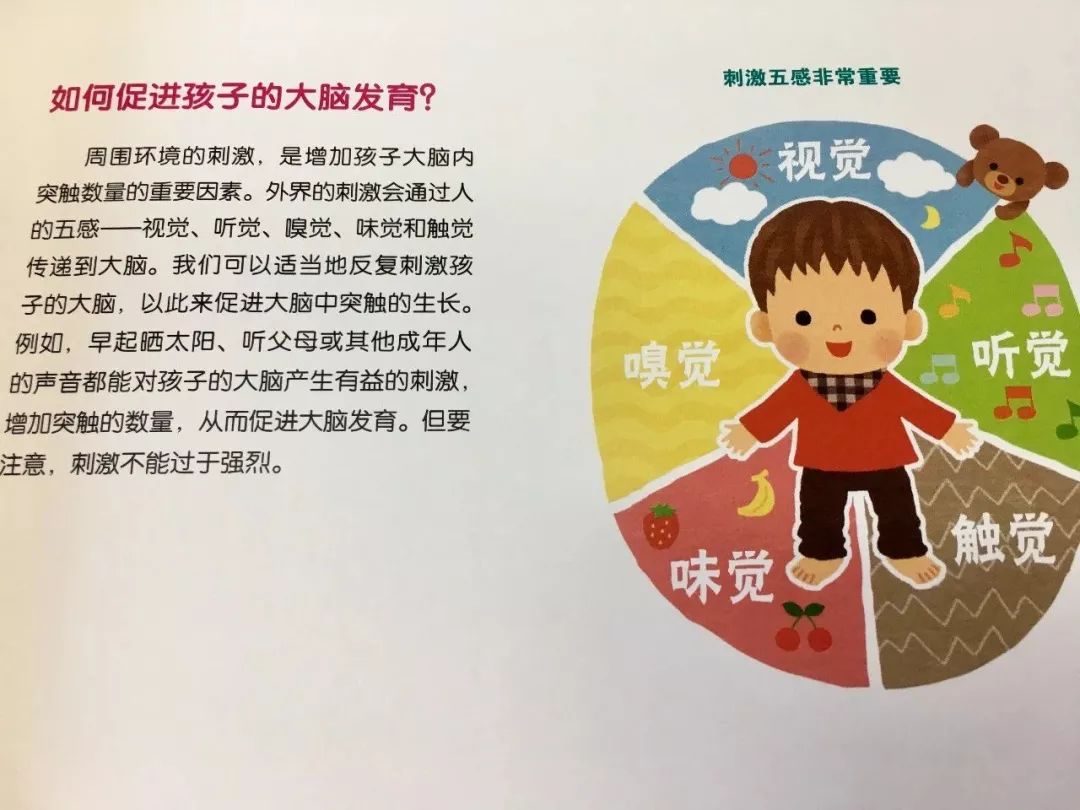 如何促进孩子的大脑发育?
周围环境的刺激，是增加孩子大脑内
突触数量的重要因素。外界的刺激会通过人
的五感——视觉、听觉、嗅觉、味觉和触觉
传递到大脑。我们可以适当地反复刺激孩
子的大脑，以此来促进大脑中突触的生长。
例如，早起晒太阳、听父母或其他成年人
的声音都能对孩子的大脑产生有益的刺激，
增加突触的数量，从而促进大脑发育。但要
注意，刺激不能过于强烈。
刺激五感非常重要
视觉
嗅觉
听觉
味觉
触觉